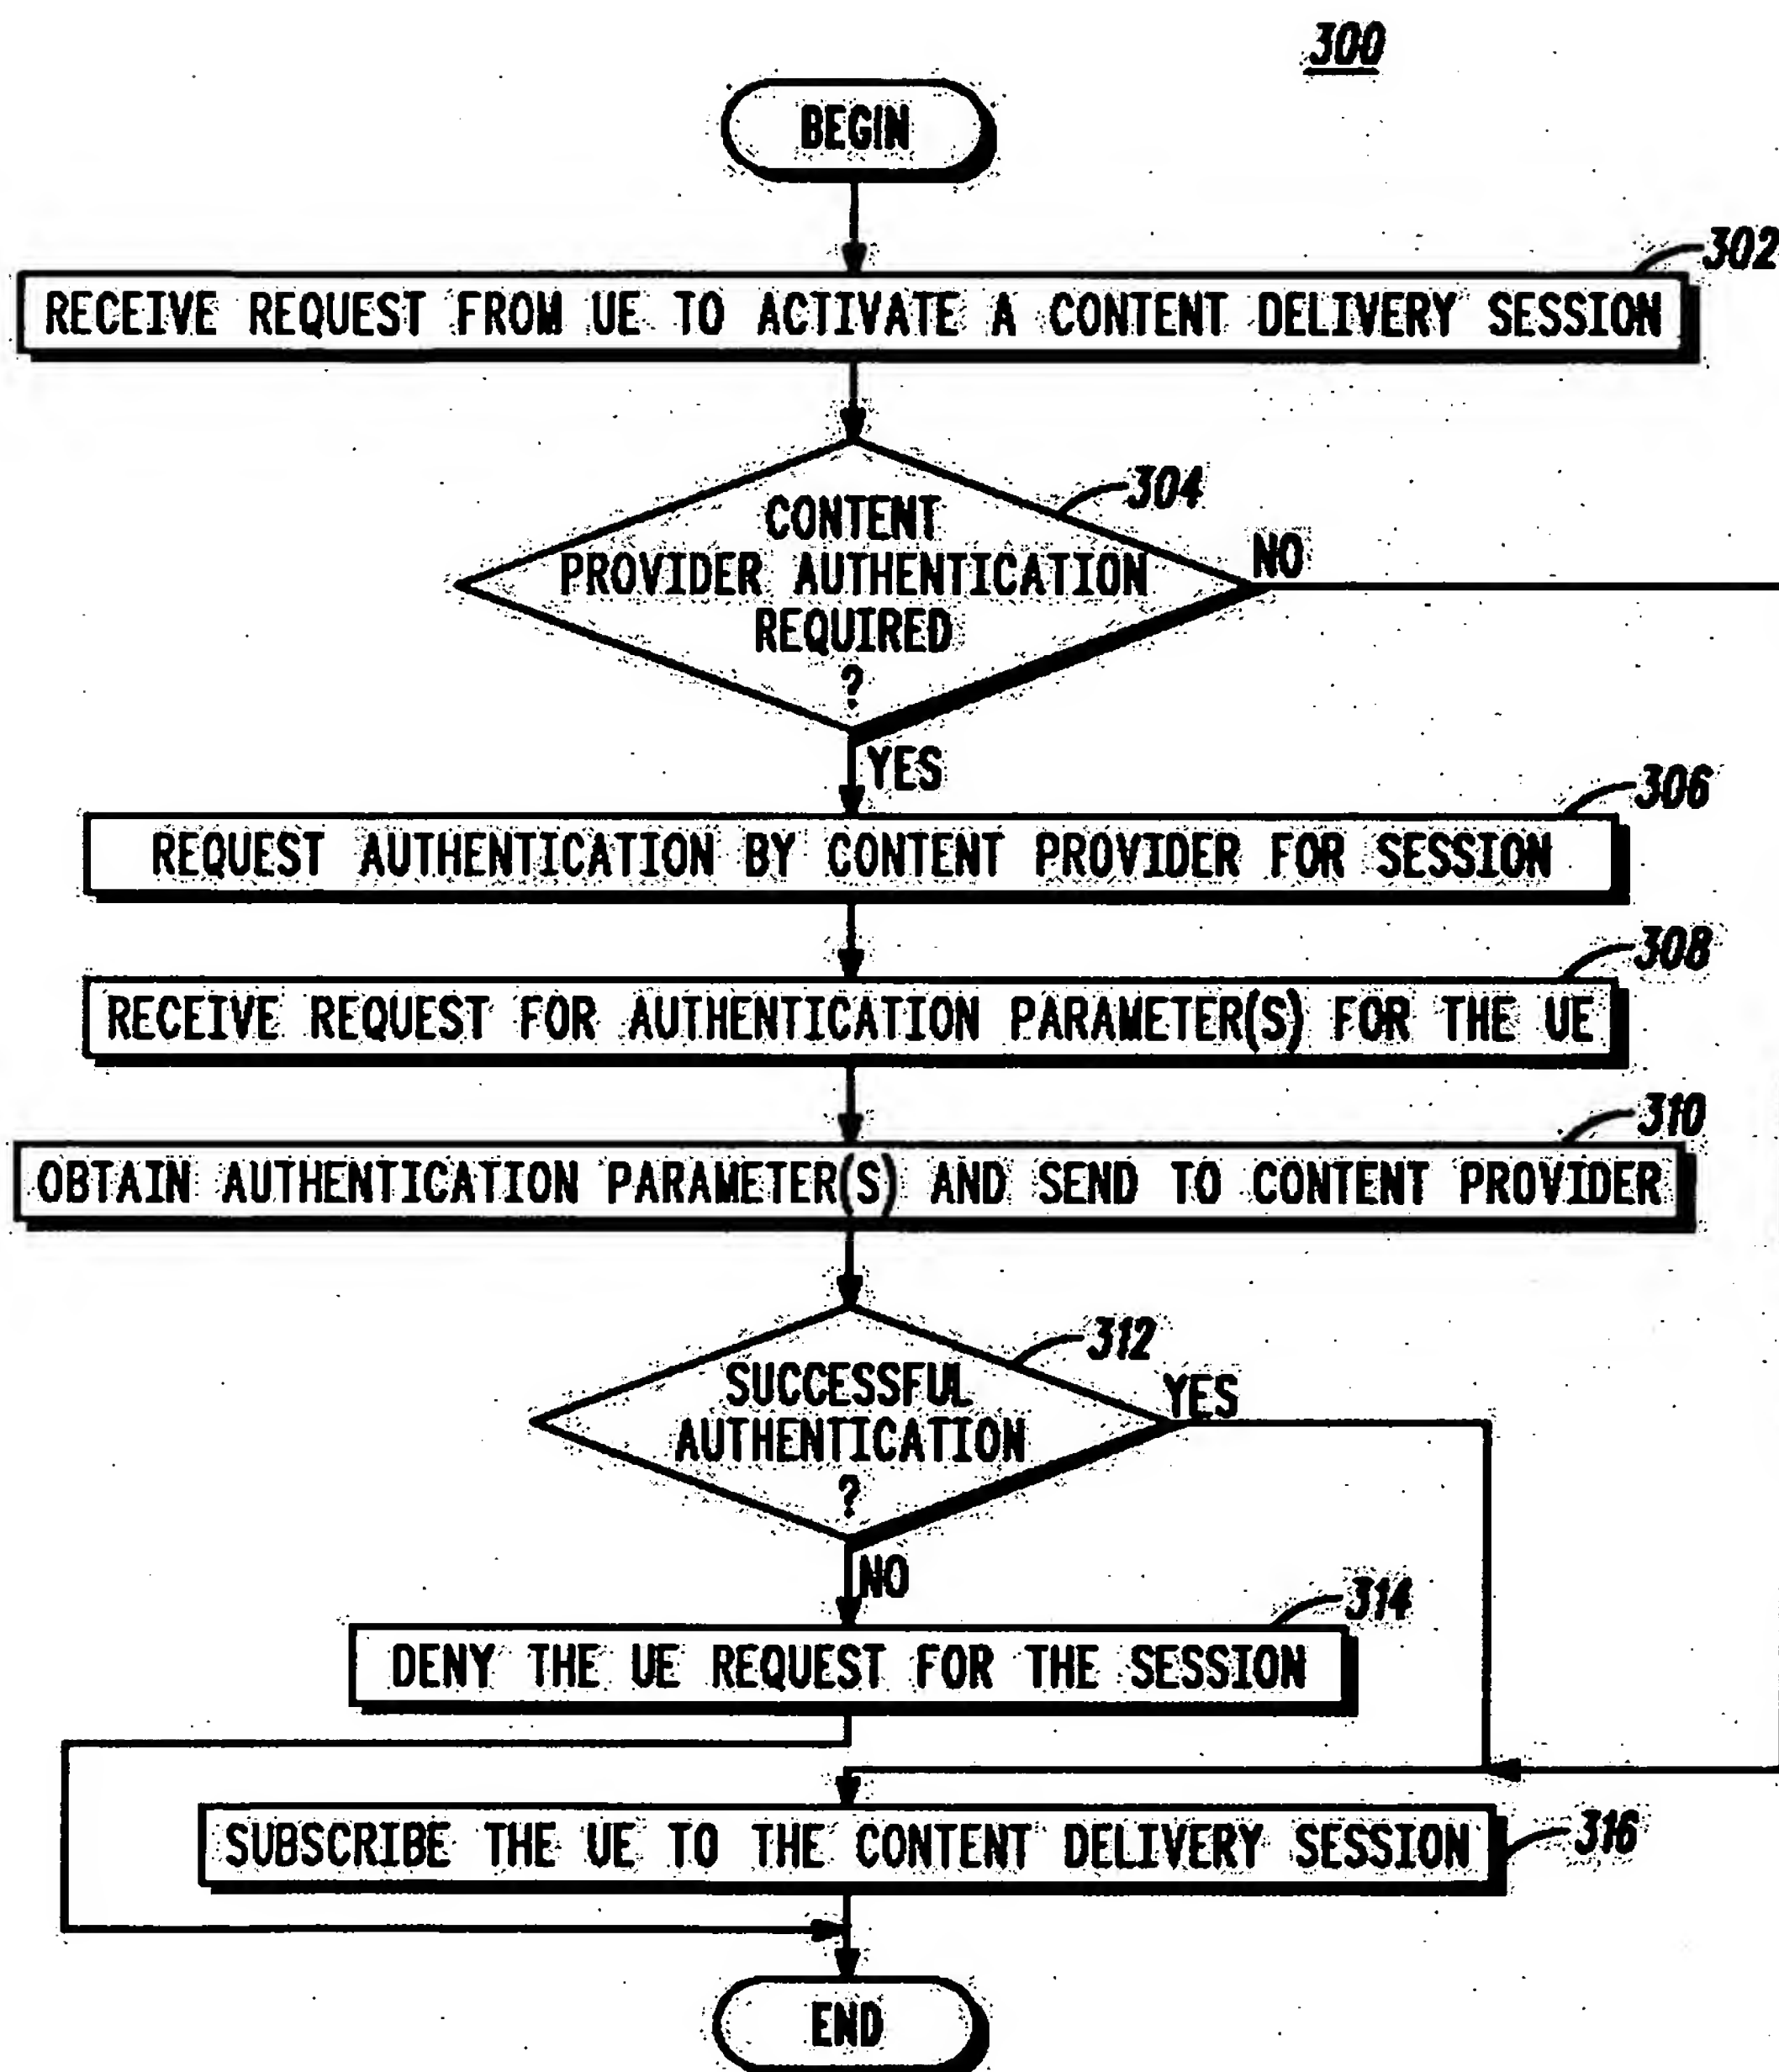 300
BEGIN
302
RECEIVE REQUEST FROM UE TO ACTIVATE A CONTENT DELIVERY SESSION
304
CONTENT
PROVIDER AUTHENTICATION
REQUIRED
?
NO
YES
306
REQUEST AUTHENTICATION BY CONTENT PROVIDER FOR SESSION
308
RECEIVE REQUEST FOR AUTHENTICATION PARAMETER(S) FOR THE UE
310
OBTAIN AUTHENTICATION PARAMETER(S) AND SEND TO CONTENT PROVIDER
312
SUCCESSFUL
AUTHENTICATION
?
YES
NO
314
DENY THE UE REQUEST FOR THE SESSION
SUBSCRIBE THE UE TO THE CONTENT DELIVERY SESSION
316
END